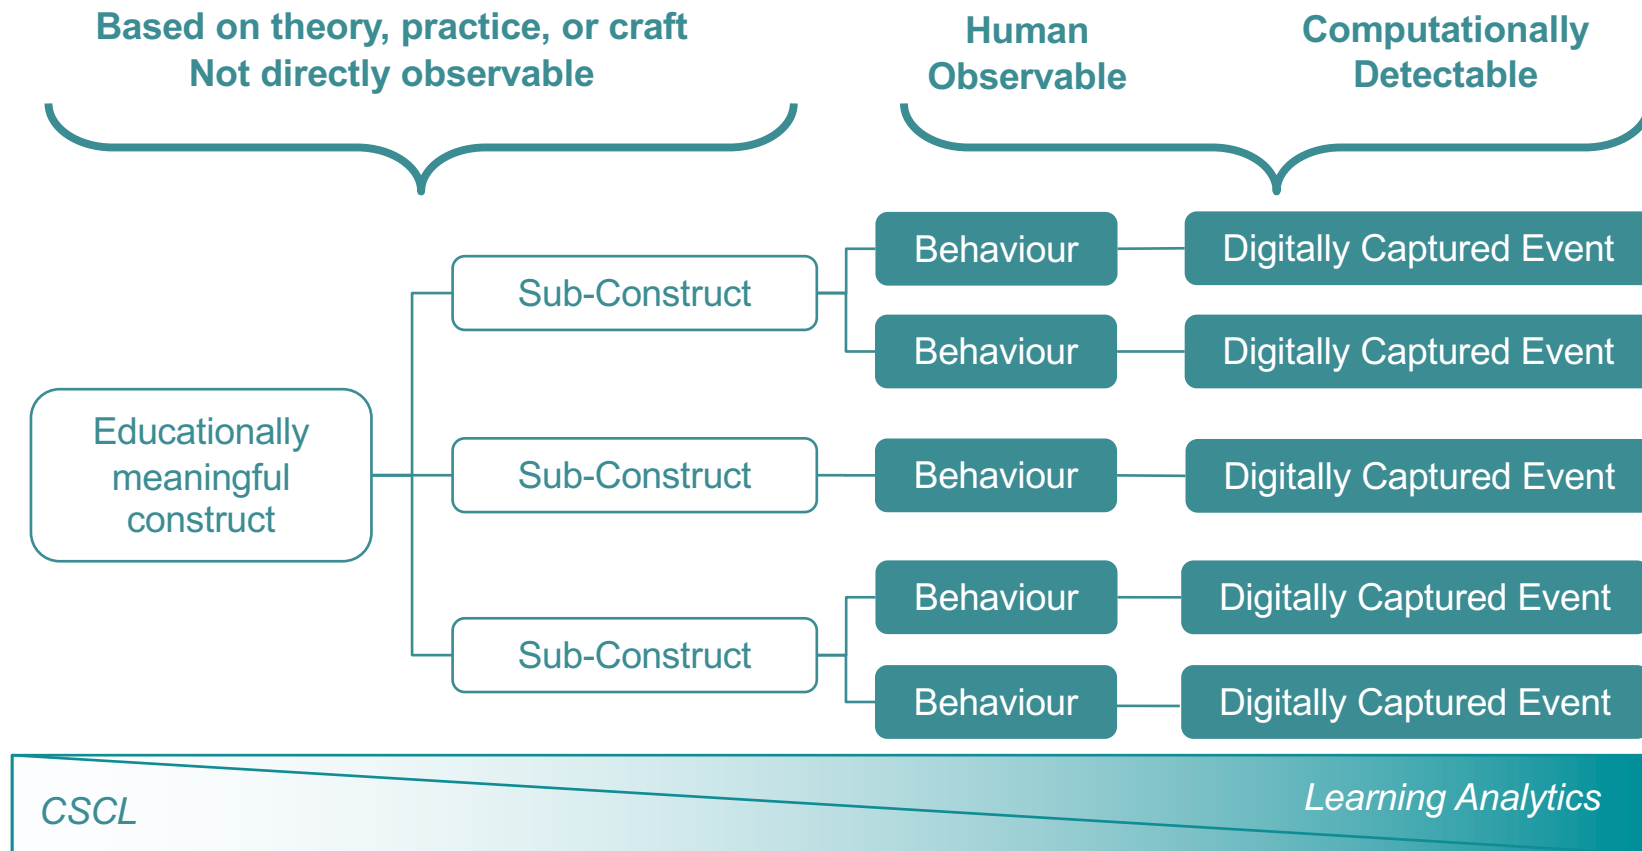 Based on theory, practice, or craft
Not directly observable
Human
Observable
Computationally
Detectable
Behaviour
Digitally Captured Event
Sub-Construct
Behaviour
Digitally Captured Event
Educationally
meaningful
construct
Sub-Construct
Behaviour
Digitally Captured Event
Behaviour
Digitally Captured Event
Sub-Construct
Behaviour
Digitally Captured Event
CSCL
Learning Analytics